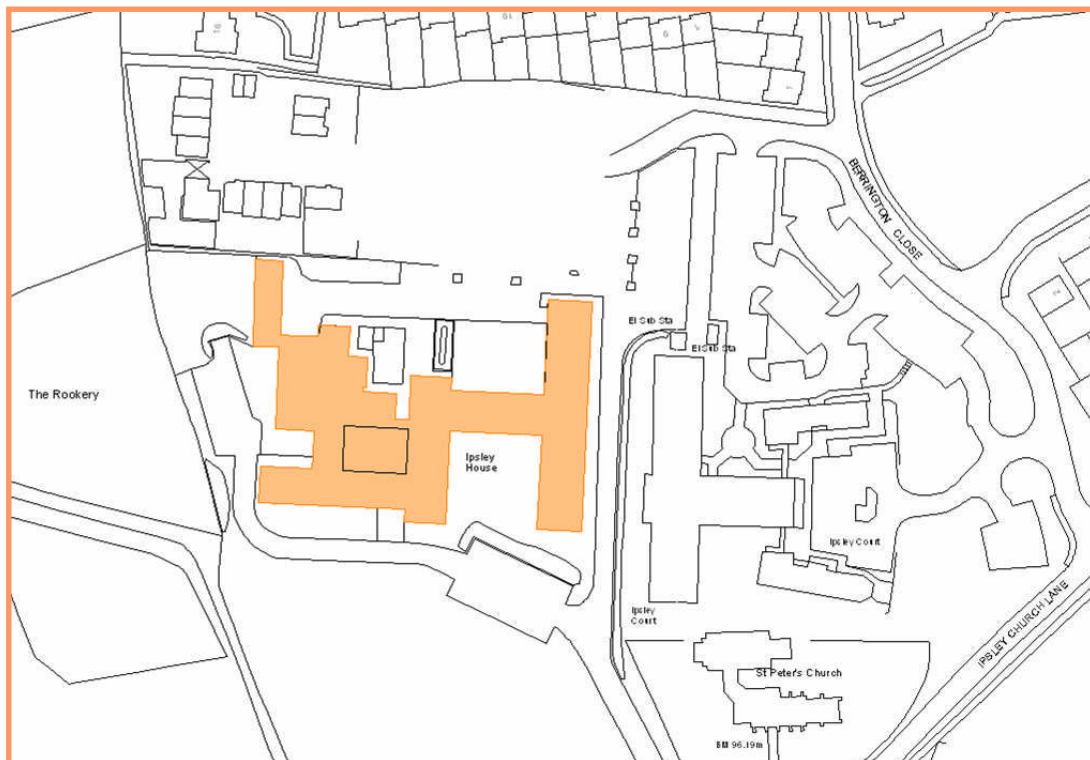 BERRINGTON CLOSE
El Sub Sta
El Sub Sta
The Rookery
Ipsley
House
Ipsley Court
Ipsley
Court
IPSLEY CHURCH LANE
St Peter's Church
BM 96.19m